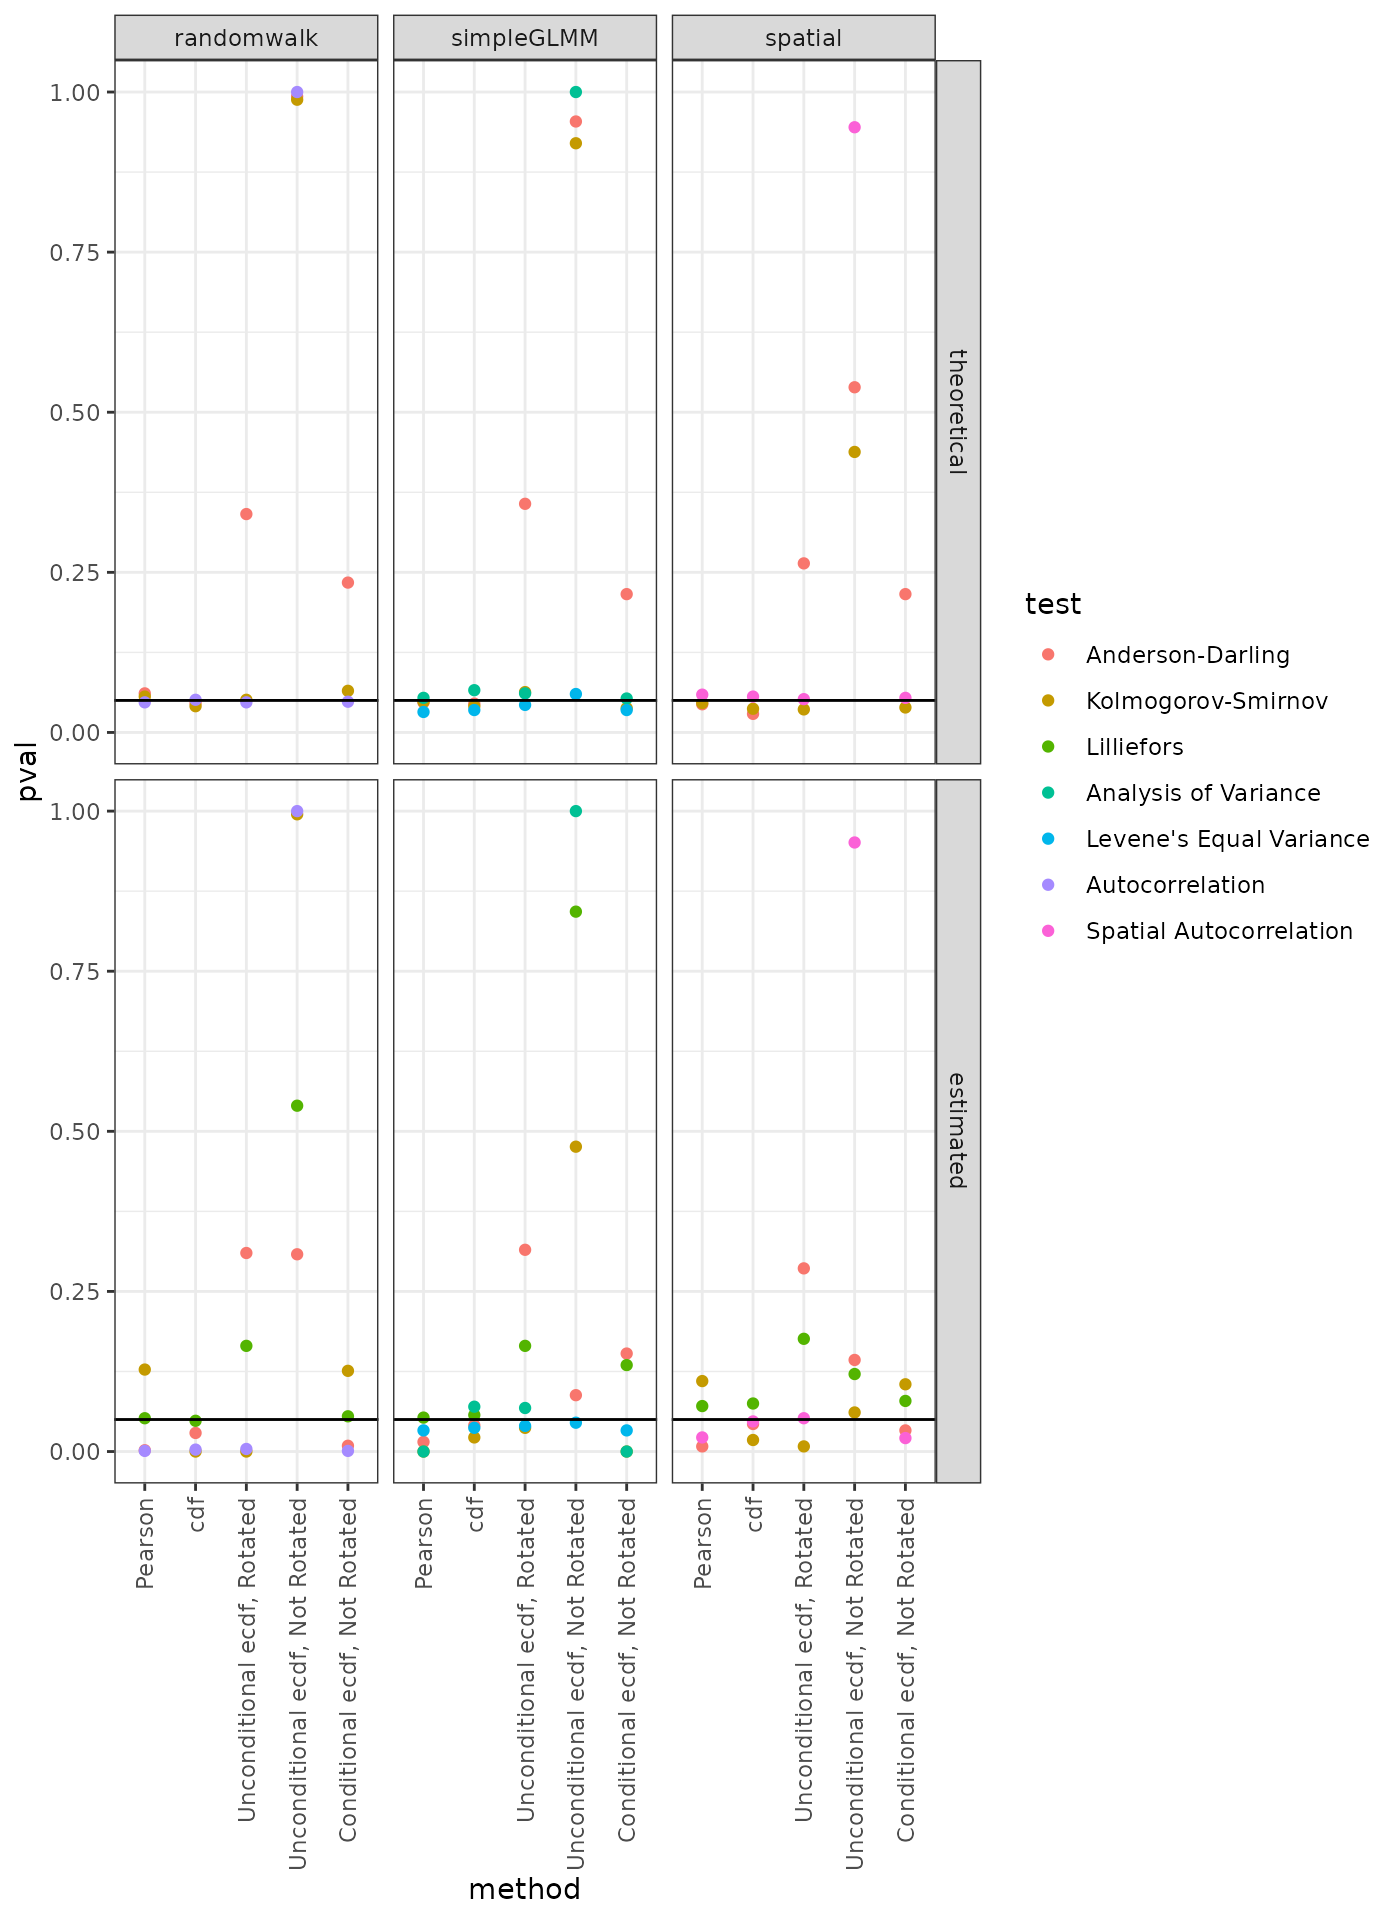 randomwalk simpleGLMM spatial
1.00
0.75
0.50
0.25
0.00
theoretical
1.00
0.75
0.50
0.25
0.00
estimated
pval
Pearson
cdf
Unconditional ecdf, Rotated
Unconditional ecdf, Not Rotated
Conditional ecdf, Not Rotated
Pearson
cdf
Unconditional ecdf, Rotated
Unconditional ecdf, Not Rotated
Conditional ecdf, Not Rotated
Pearson
cdf
Unconditional ecdf, Rotated
Unconditional ecdf, Not Rotated
Conditional ecdf, Not Rotated
method
test
Anderson-Darling
Kolmogorov-Smirnov
Lilliefors
Analysis of Variance
Levene's Equal Variance
Autocorrelation
Spatial Autocorrelation